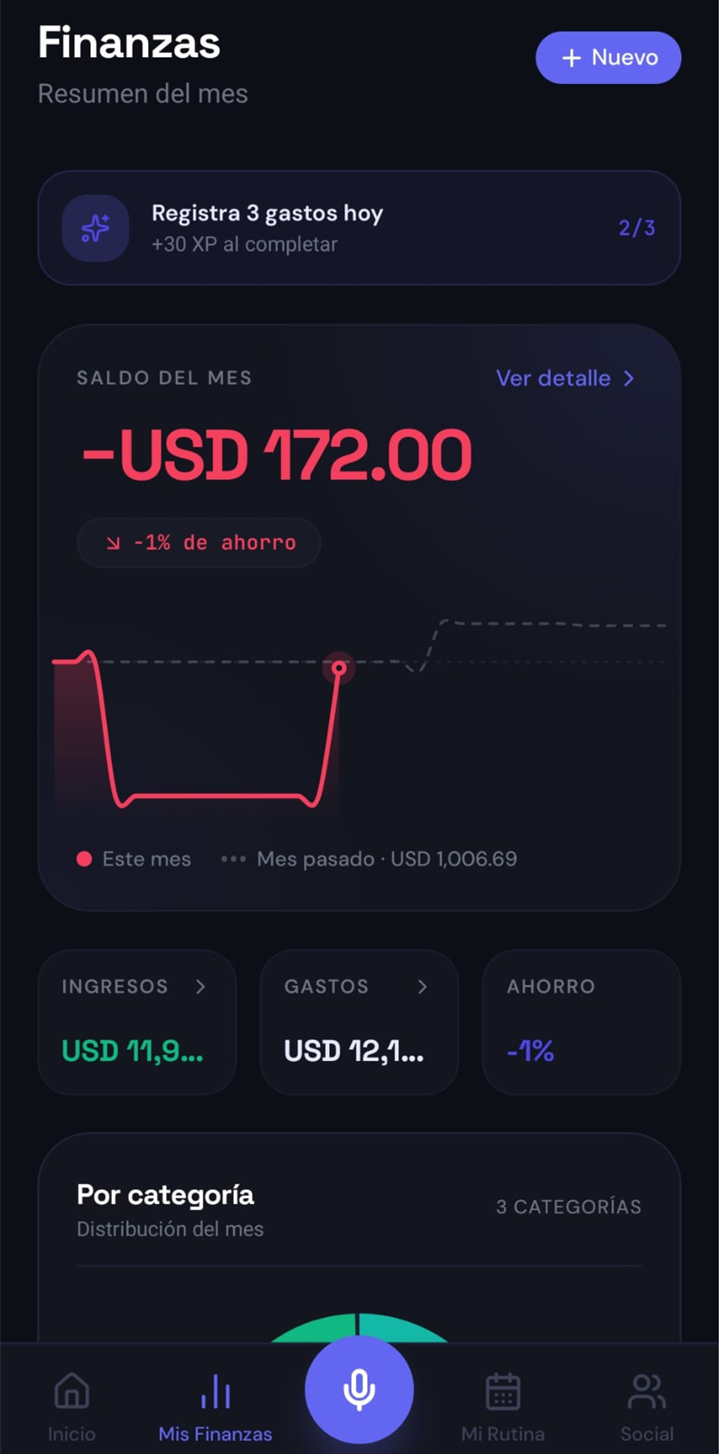 Finanzas
+ Nuevo
Resumen del mes
Registra 3 gastos hoy
+30 XP al completar
2/3
SALDO DEL MES
Ver detalle >
-USD 172.00
↘ -1% de ahorro
Este mes
Mes pasado · USD 1,006.69
INGRESOS >
USD 11,9...
GASTOS >
USD 12,1...
AHORRO
-1%
Por categoría
Distribución del mes
3 CATEGORÍAS
Inicio
Mis Finanzas
Mi Rutina
Social